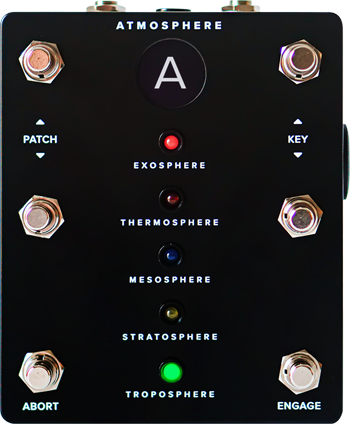 ATMOSPHERE
A
PATCH
KEY
EXOSPHERE
THERMOSPHERE
MESOSPHERE
STRATOSPHERE
TROPOSPHERE
ABORT
ENGAGE